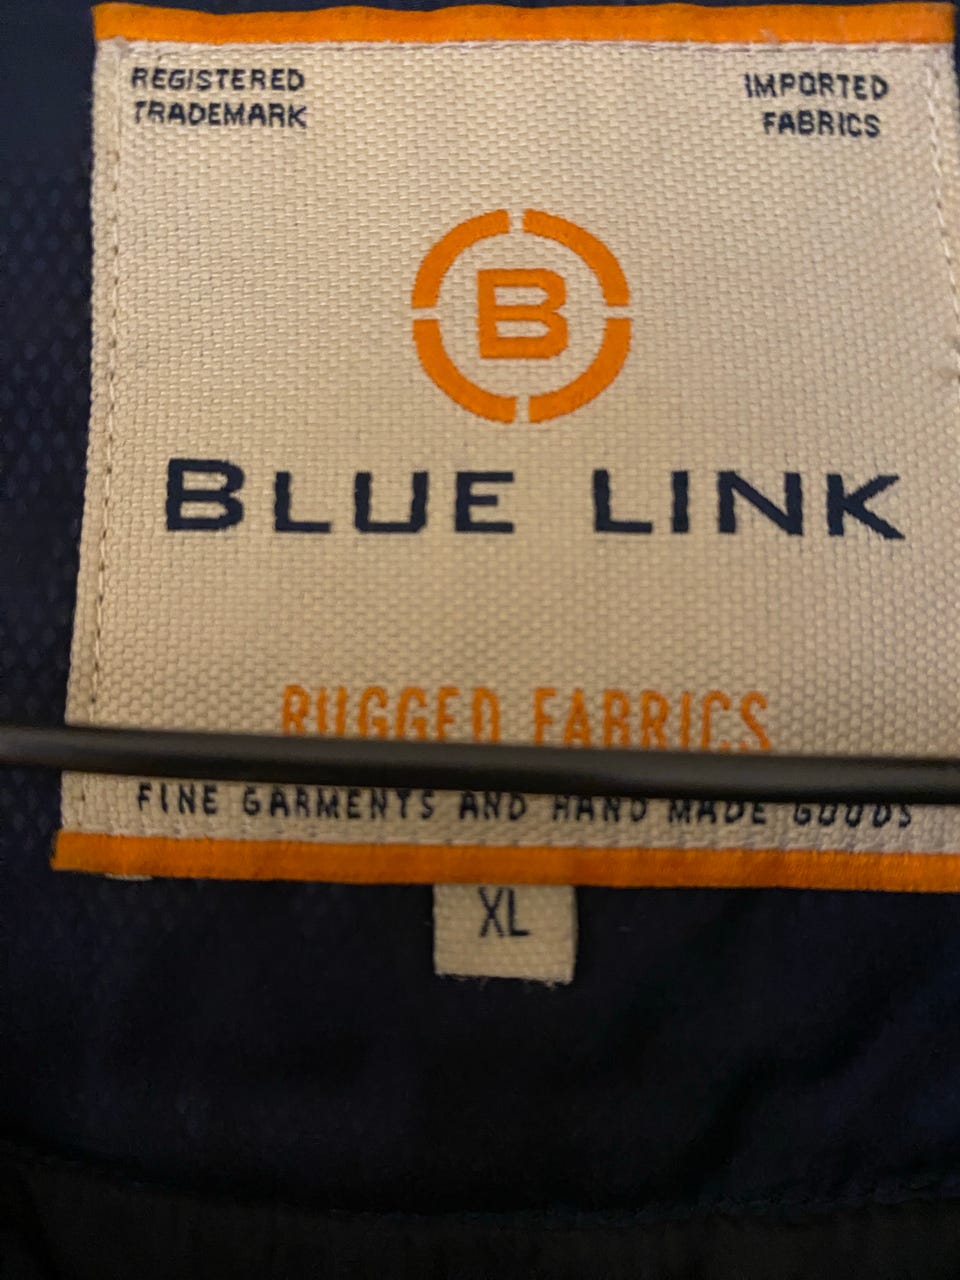 REGISTERED
TRADEMARK
IMPORTED
FABRICS
B
BLUE LINK
RUGGED FABRICS
FINE GARMENTS AND HAND MADE GOODS
XL